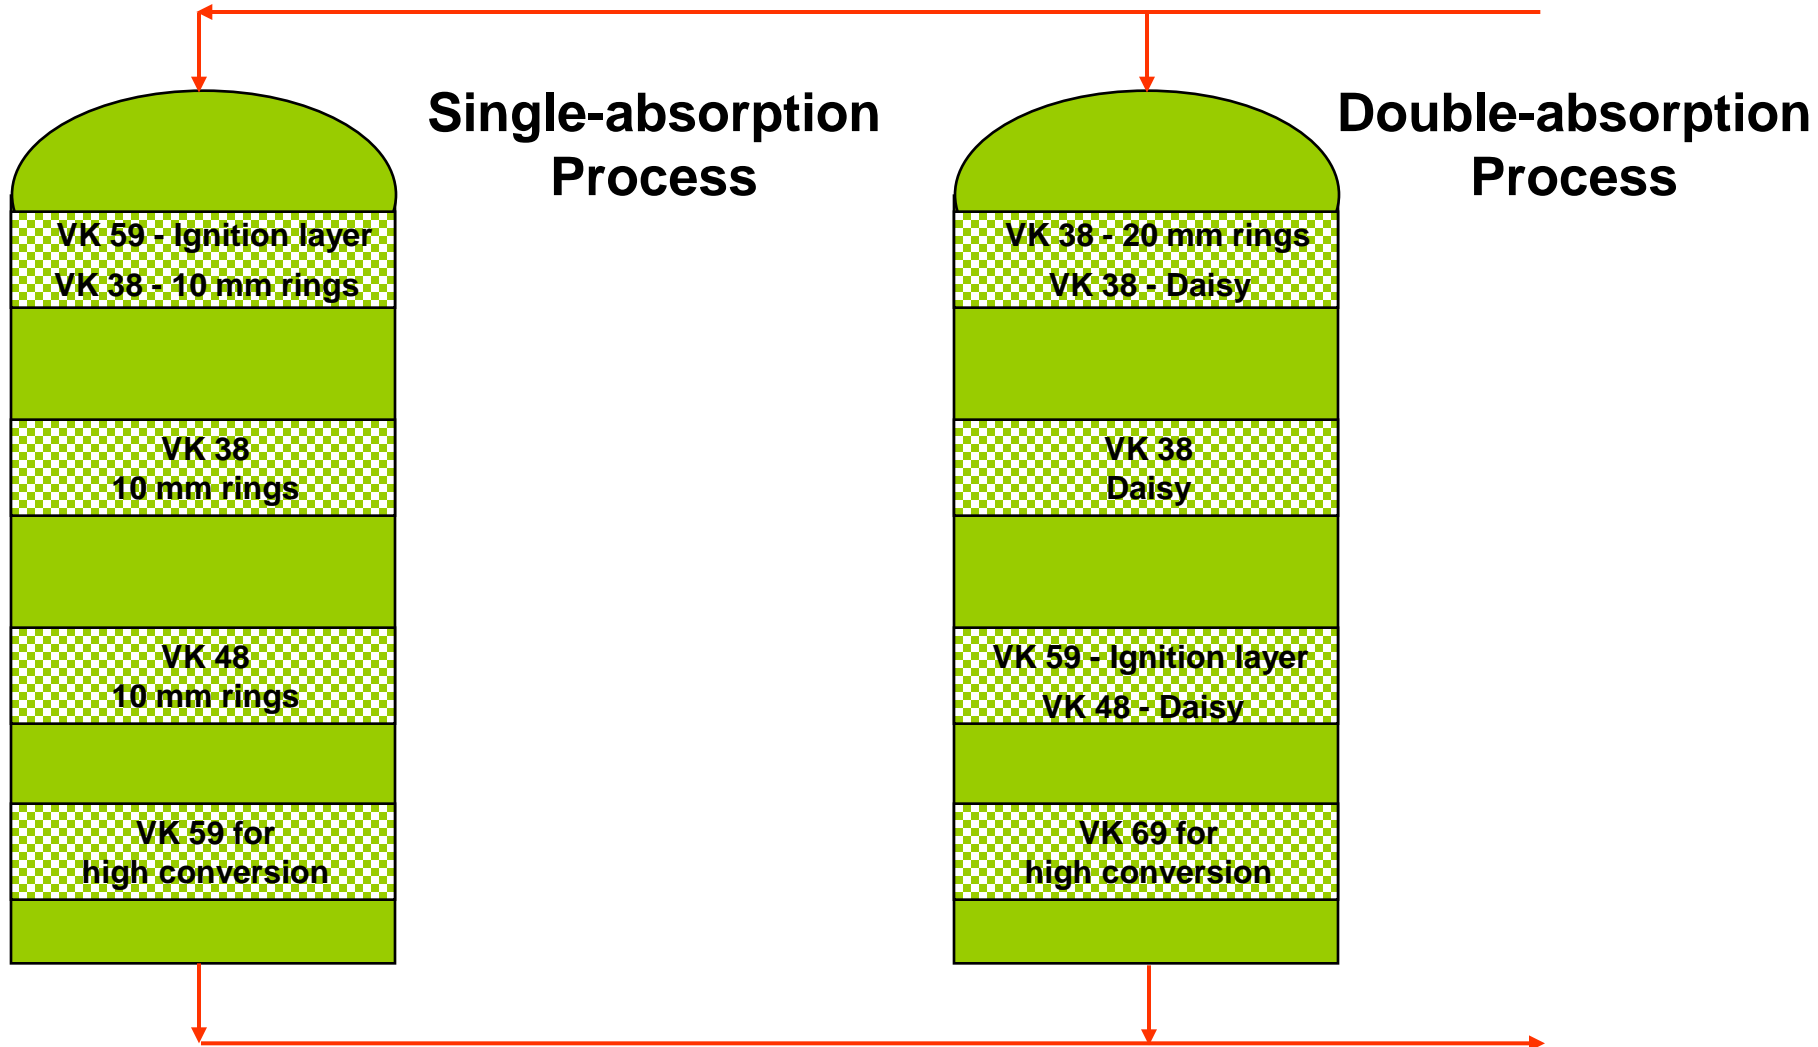 Single-absorption
Process
VK 59 - Ignition layer
VK 38 - 10 mm rings
VK 38
10 mm rings
VK 48
10 mm rings
VK 59 for
high conversion
Double-absorption
Process
VK 38 - 20 mm rings
VK 38 - Daisy
VK 38
Daisy
VK 59 - Ignition layer
VK 48 - Daisy
VK 69 for
high conversion